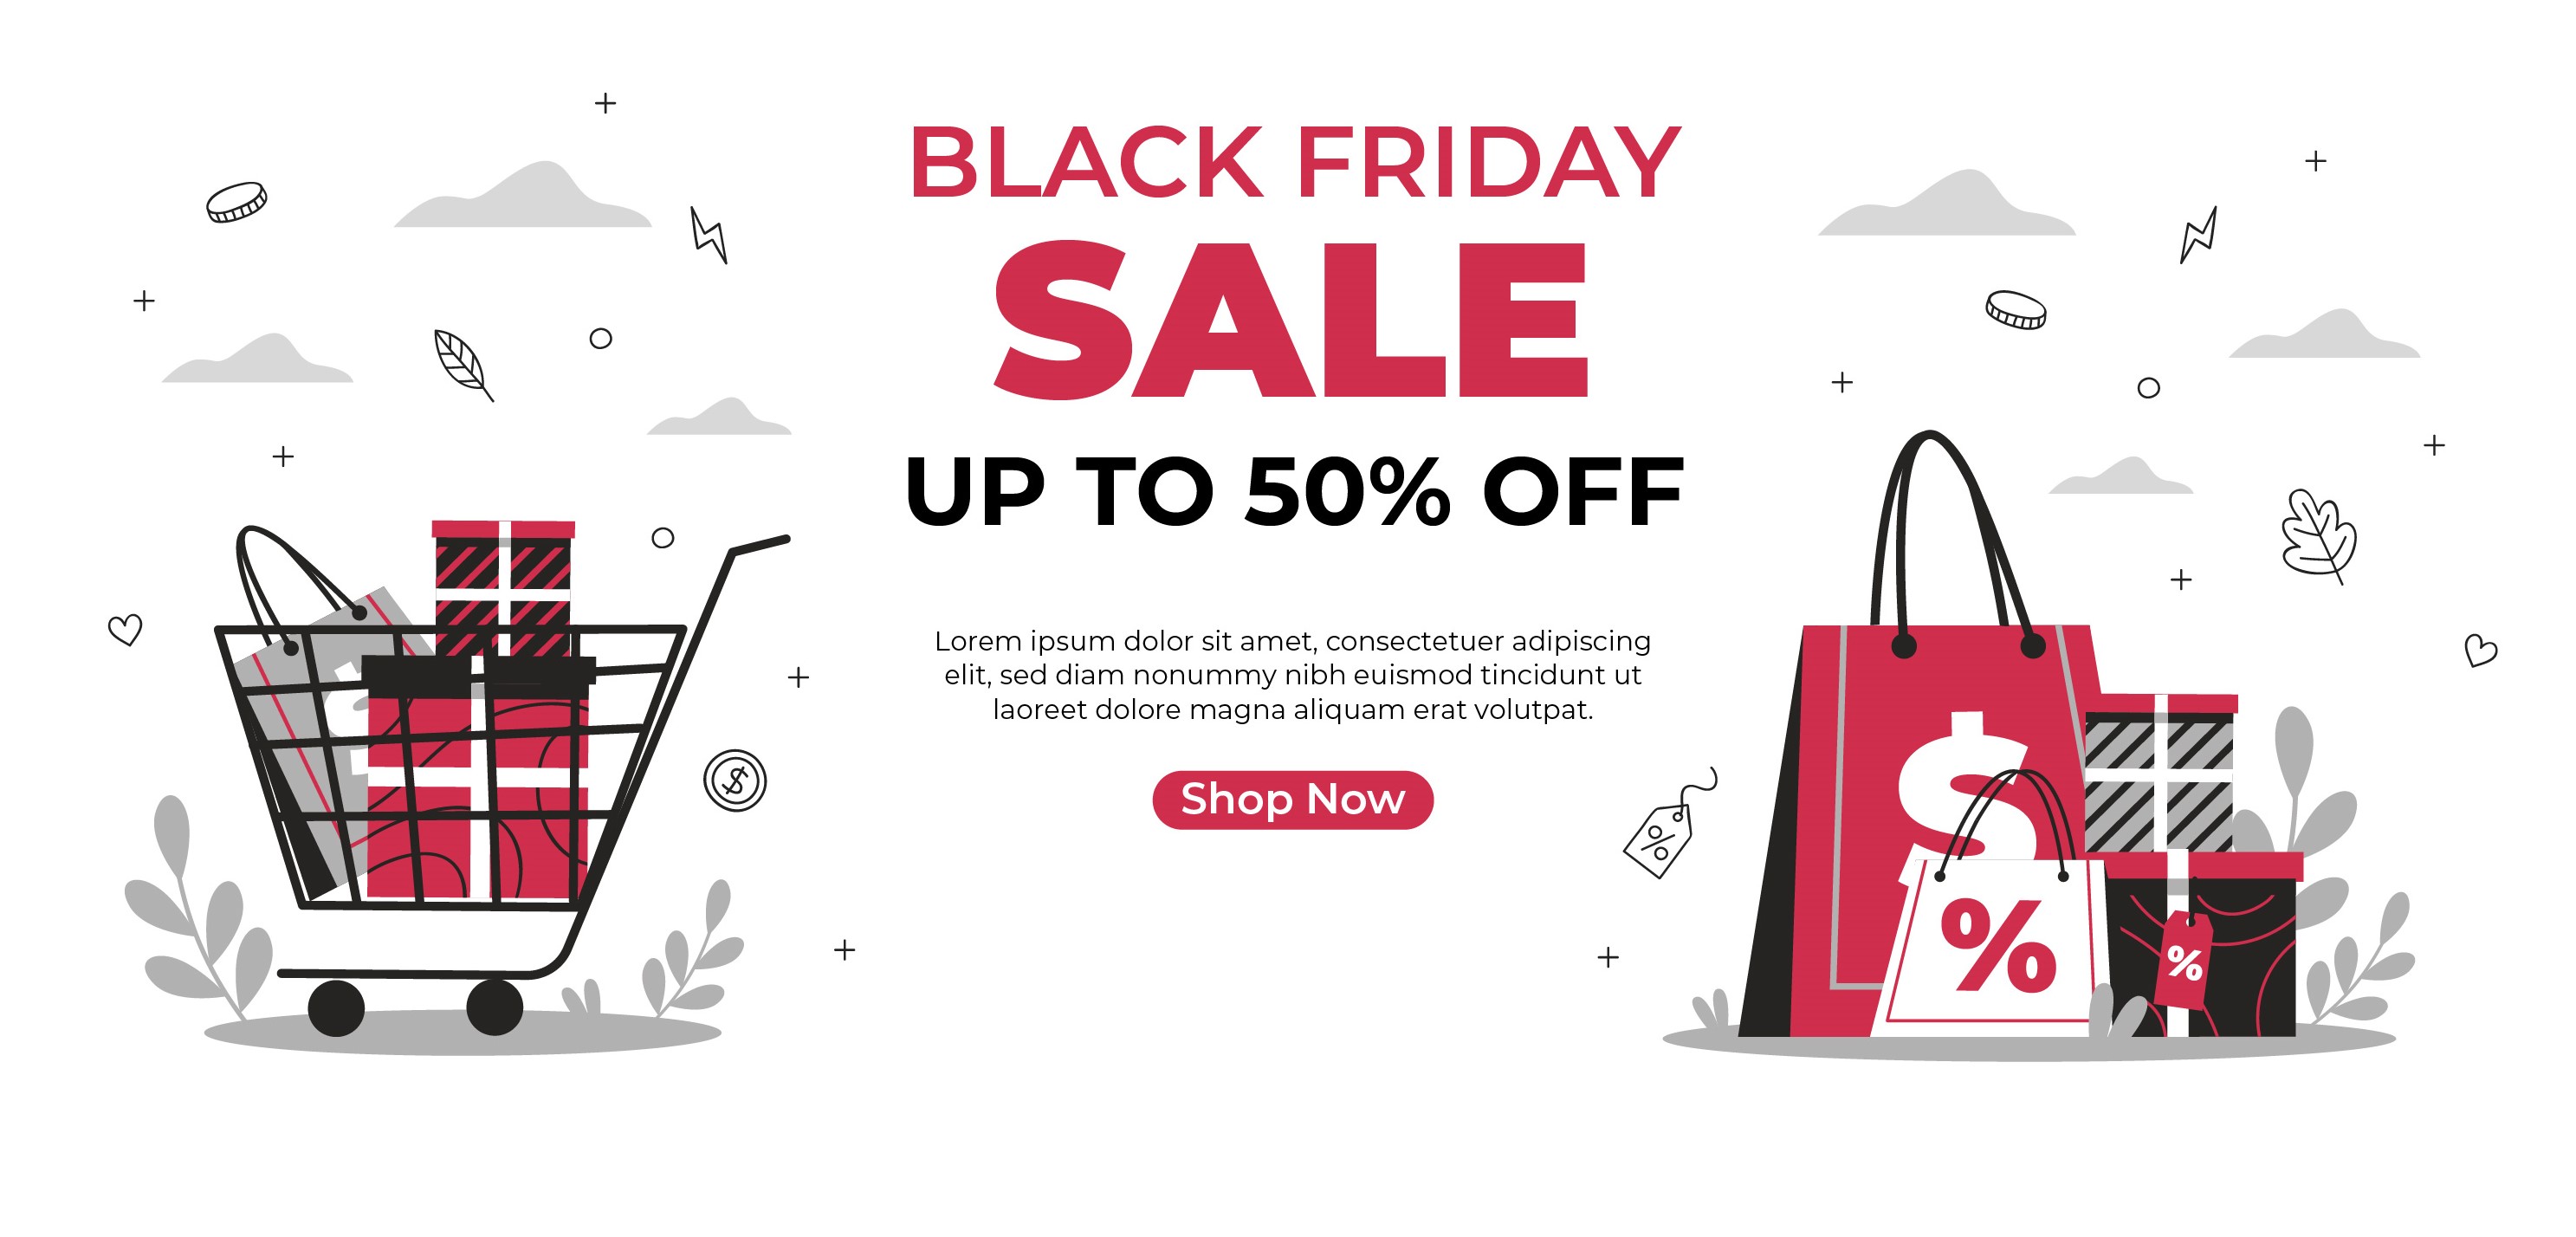 BLACK FRIDAY
SALE
UP TO 50% OFF
Lorem ipsum dolor sit amet, consectetuer adipiscing
elit, sed diam nonummy nibh euismod tincidunt ut
laoreet dolore magna aliquam erat volutpat.
Shop Now
$
$
%
$
%
%